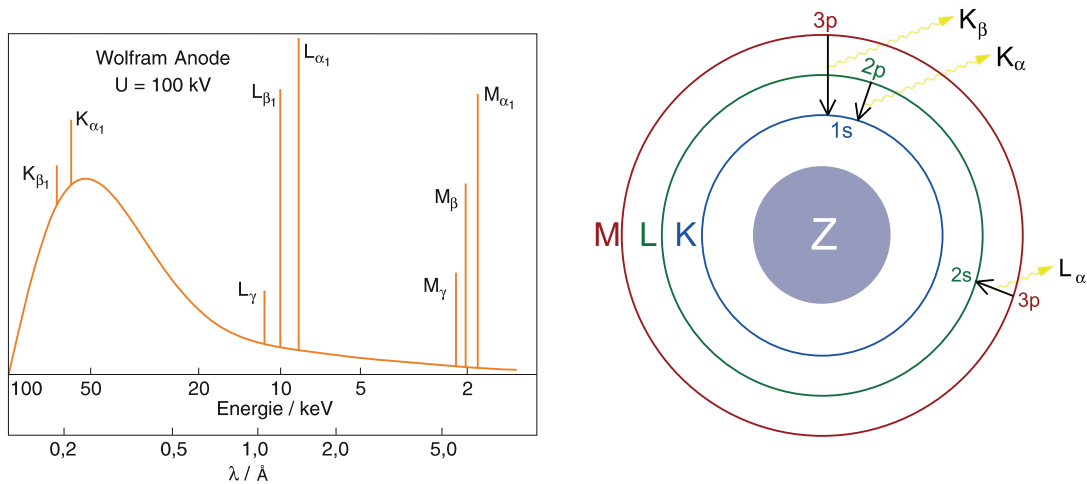 Wolfram Anode
U = 100 kV
Kβ1
Kα1
Lγ
Lβ1
Lα1
Mγ
Mβ
Mα1
100 50 20 10 5 2
Energie / keV
0,2 0,5 1,0 2,0 5,0
λ / Å
3p
Kβ
2p
Kα
1s
M L K Z
2s
Lα
3p